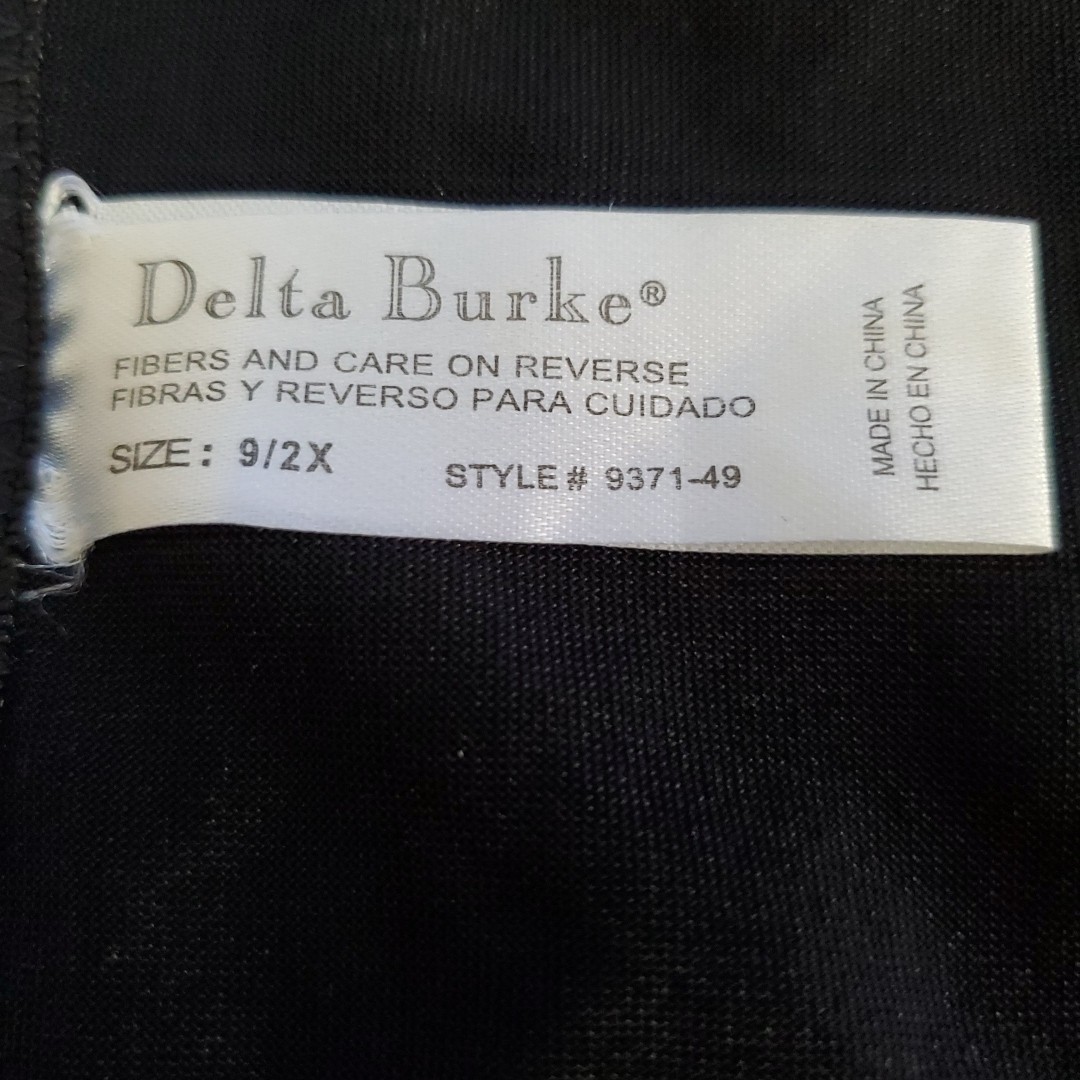 Delta Burke®
FIBERS AND CARE ON REVERSE
FIBRAS Y REVERSO PARA CUIDADO
SIZE: 9/2X
STYLE# 9371-49
MADE IN CHINA
HECHO EN CHINA